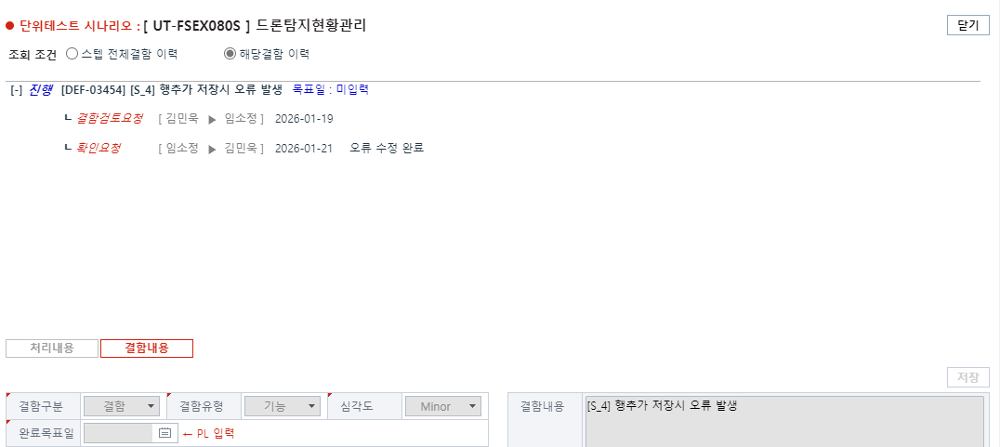 ● 단위테스트 시나리오 : [ UT-FSEX080S ] 드론탐지현황관리 닫기
조회 조건 스텝 전체결함 이력 해당결함 이력
[-] 진행 [DEF-03454] [S_4] 행추가 저장시 오류 발생 목표일 : 미입력
ㄴ 결함검토요청 [ 김민욱 ▶ 임소정 ] 2026-01-19
ㄴ 확인요청 [ 임소정 ▶ 김민욱 ] 2026-01-21 오류 수정 완료
처리내용 결함내용
저장
결함구분 결함 결함유형 기능 심각도 Minor 결함내용 [S_4] 행추가 저장시 오류 발생
완료목표일 ← PL 입력